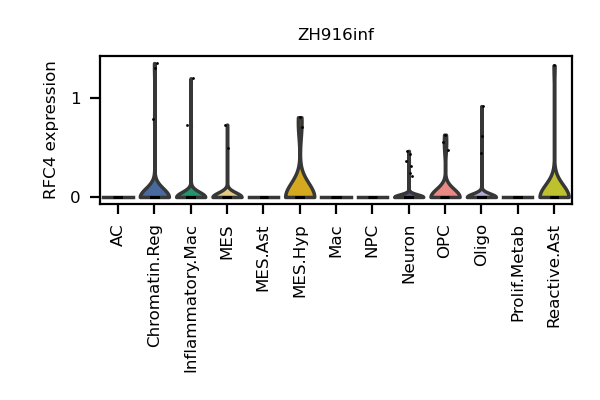 ZH916inf
RFC4 expression
1
0
AC
Chromatin.Reg
Inflammatory.Mac
MES
MES.Ast
MES.Hyp
Mac
NPC
Neuron
OPC
Oligo
Prolif.Metab
Reactive.Ast